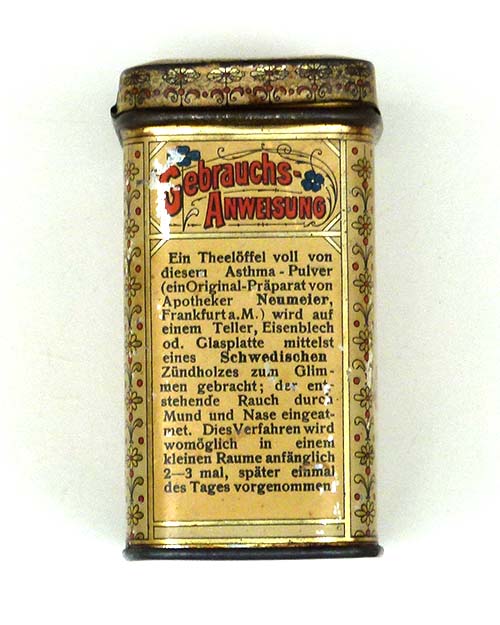 Gebrauchs-
ANWEISUNG
Ein Theelöffel voll von
diesem Asthma-Pulver
(ein Original-Präparat von
Apotheker Neumeier,
Frankfurt a.M.) wird auf
einem Teller, Eisenblech
od. Glasplatte mittelst
eines Schwedischen
Zündholzes zum Glim-
men gebracht; der ent-
stehende Rauch durch
Mund und Nase eingeat-
met. Dies Verfahren wird
womöglich in einem
kleinen Raume anfänglich
2—3 mal, später einmal
des Tages vorgenommen